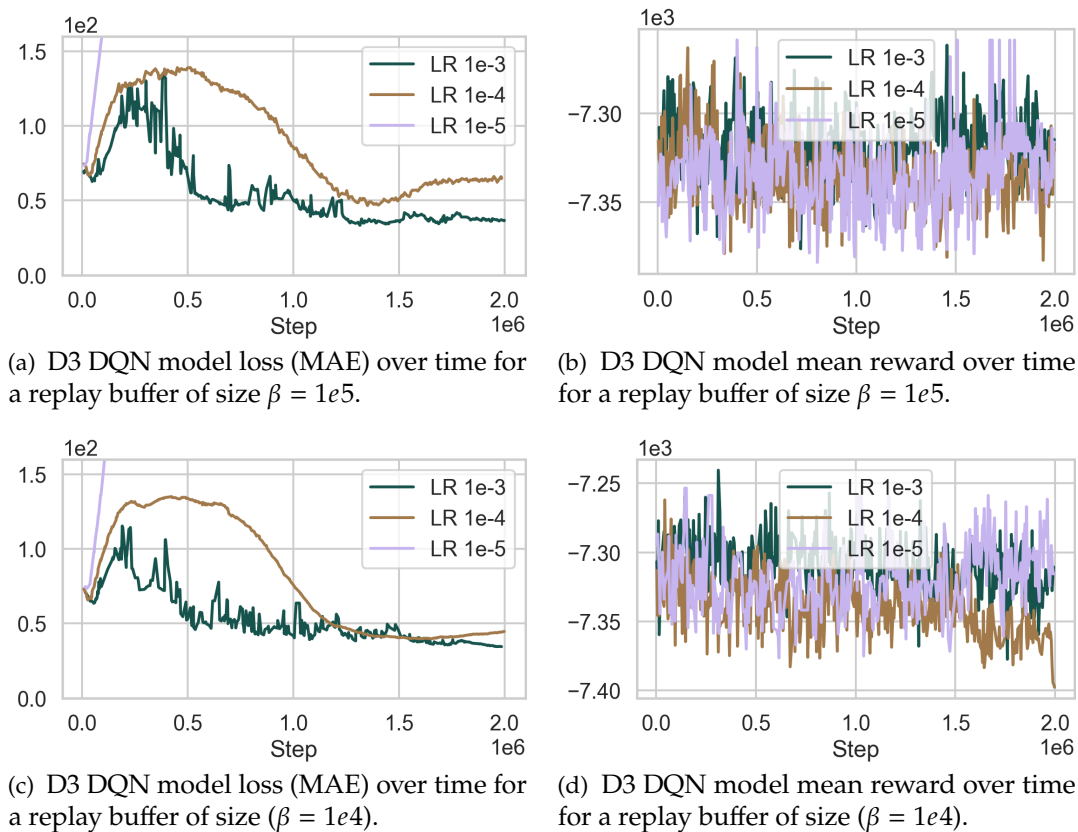 1e2
1.5
1.0
0.5
0.0
LR 1e-3
LR 1e-4
LR 1e-5
0.0 0.5 1.0 1.5 2.0
Step 1e6
(a) D3 DQN model loss (MAE) over time for
a replay buffer of size β = 1e5.
1e3
−7.30
−7.35
LR 1e-3
LR 1e-4
LR 1e-5
0.0 0.5 1.0 1.5 2.0
Step 1e6
(b) D3 DQN model mean reward over time
for a replay buffer of size β = 1e5.
1e2
1.5
1.0
0.5
0.0
LR 1e-3
LR 1e-4
LR 1e-5
0.0 0.5 1.0 1.5 2.0
Step 1e6
(c) D3 DQN model loss (MAE) over time for
a replay buffer of size (β = 1e4).
1e3
−7.25
−7.30
−7.35
−7.40
LR 1e-3
LR 1e-4
LR 1e-5
0.0 0.5 1.0 1.5 2.0
Step 1e6
(d) D3 DQN model mean reward over time
for a replay buffer of size (β = 1e4).